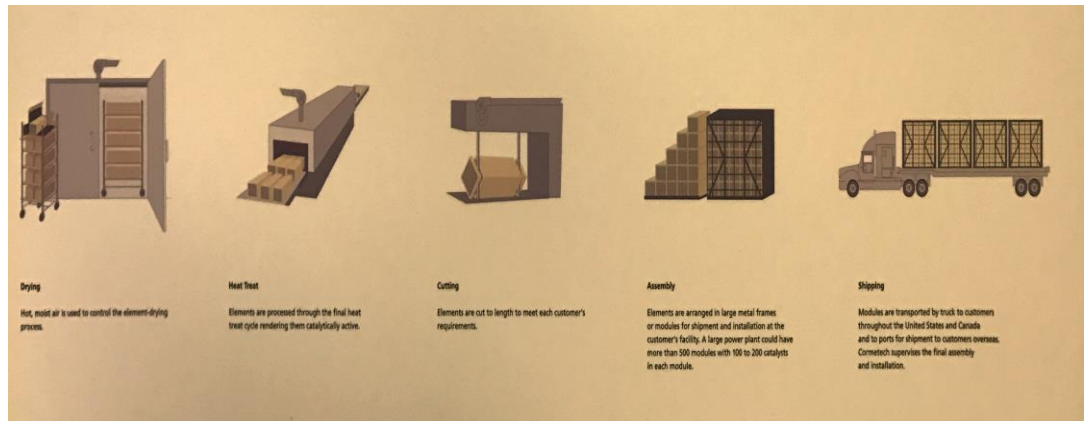 Drying
Hot, moist air is used to control the element-drying
process.
Heat Treat
Elements are processed through the final heat
treat cycle rendering them catalytically active.
Cutting
Elements are cut to length to meet each customer's
requirements.
Assembly
Elements are arranged in large metal frames
or modules for shipment and installation at the
customer's facility. A large power plant could have
more than 500 modules with 100 to 200 catalysts
in each module.
Shipping
Modules are transported by truck to customers
throughout the United States and Canada
and to ports for shipment to customers overseas.
Cormetech supervises the final assembly
and installation.